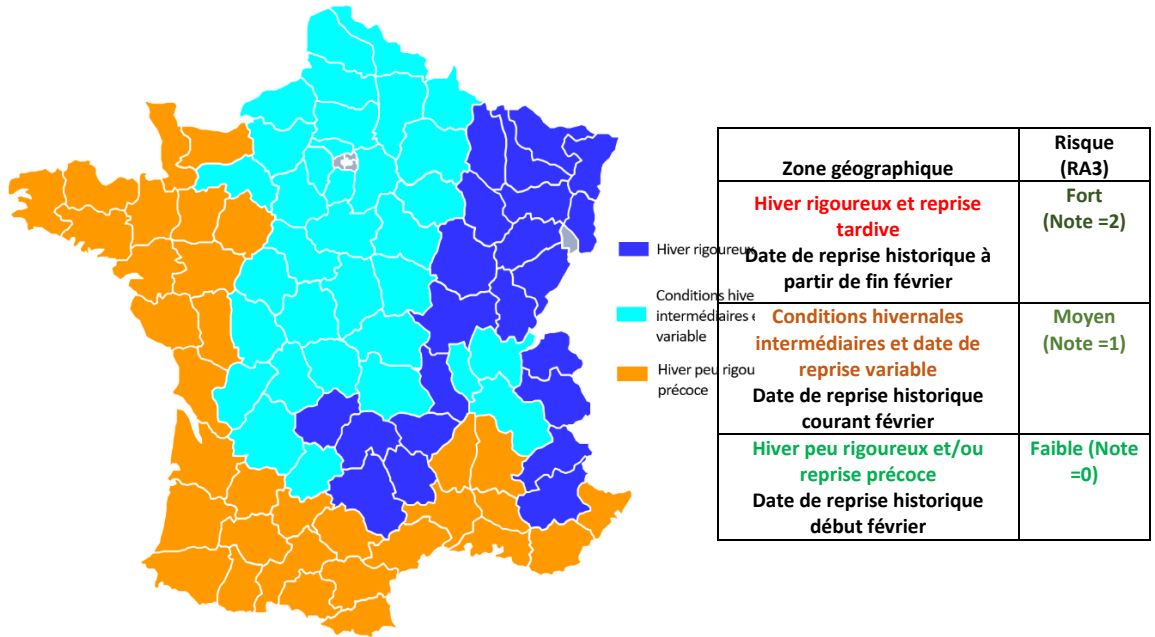 Hiver rigoureux
Conditions hive
intermédiaires e
variable
Hiver peu rigou
précoce
Zone géographique
Risque
(RA3)
Hiver rigoureux et reprise
tardive
Date de reprise historique à
partir de fin février
Fort
(Note =2)
Conditions hivernales
intermédiaires et date de
reprise variable
Date de reprise historique
courant février
Moyen
(Note =1)
Hiver peu rigoureux et/ou
reprise précoce
Date de reprise historique
début février
Faible (Note
=0)